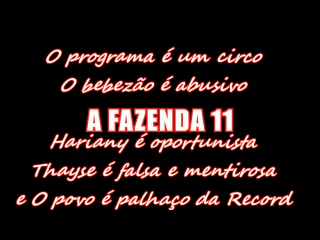 O programa é um circo
O bebezão é abusivo
A FAZENDA 11
Hariany é oportunista
Thayse é falsa e mentirosa
e O povo é palhaço da Record